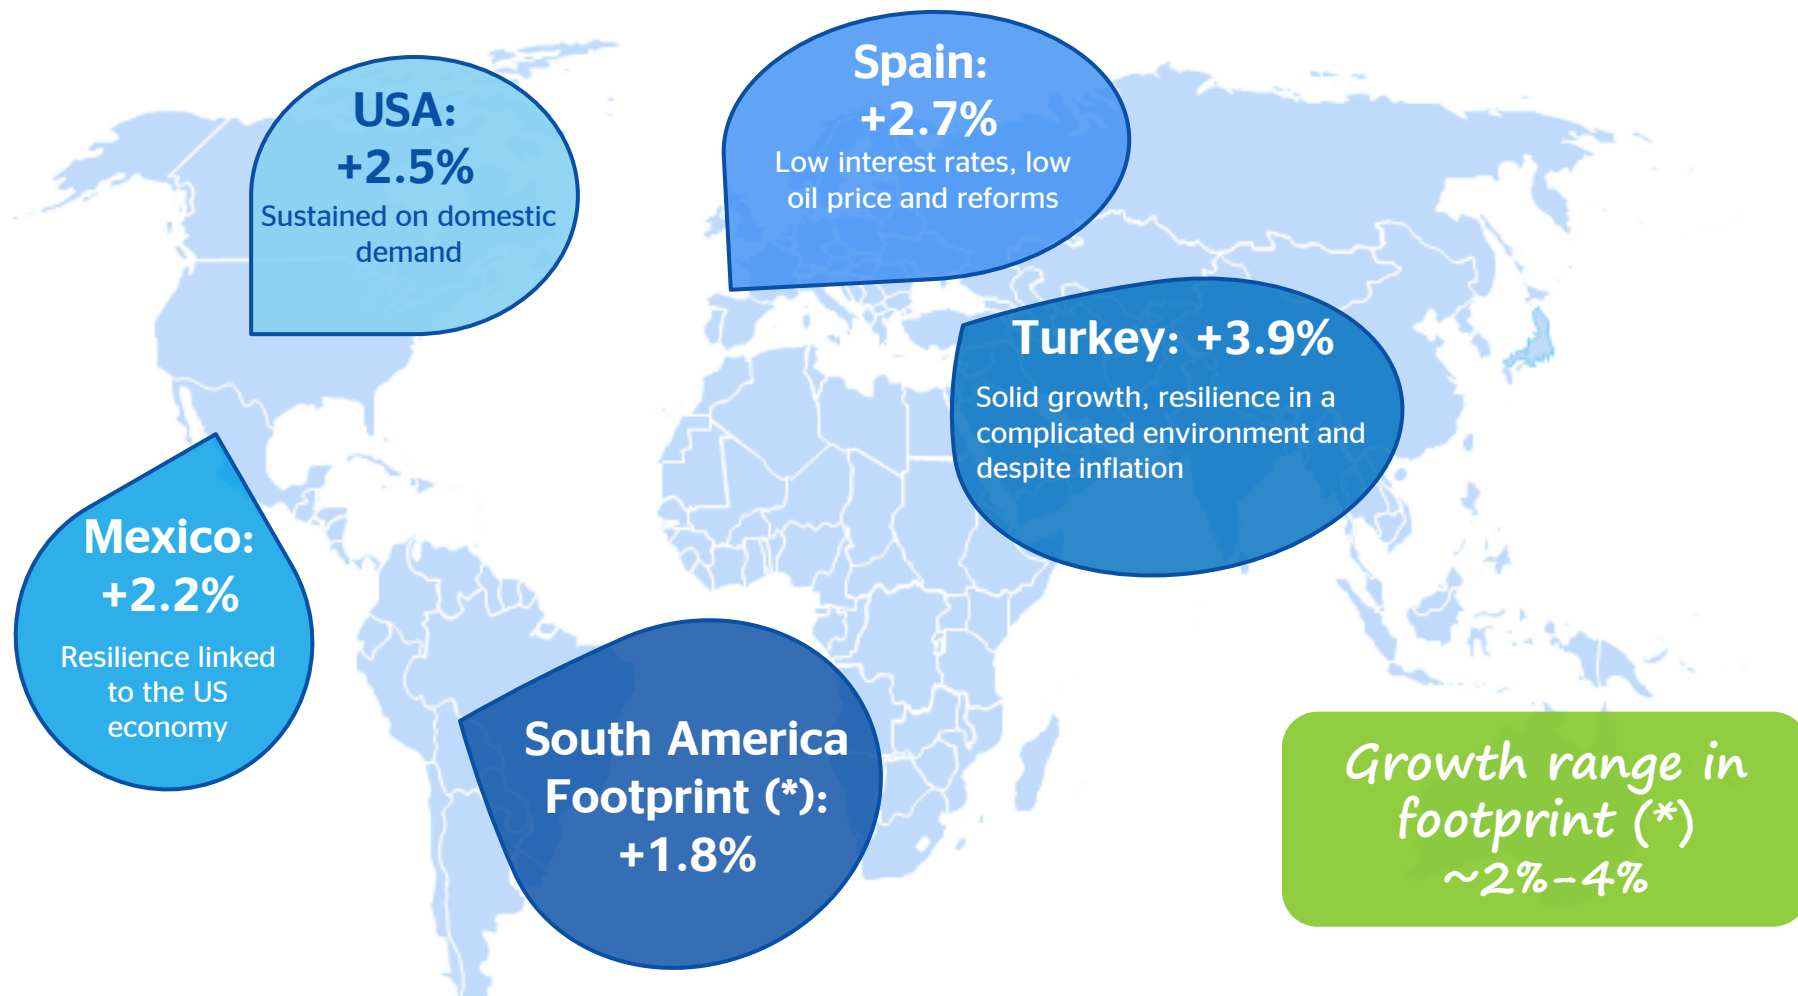 USA:
+2.5%
Sustained on domestic
demand
Spain:
+2.7%
Low interest rates, low
oil price and reforms
Turkey: +3.9%
Solid growth, resilience in a
complicated environment and
despite inflation
Mexico:
+2.2%
Resilience linked
to the US
economy
South America
Footprint (*):
+1.8%
Growth range in
footprint (*)
~2%-4%